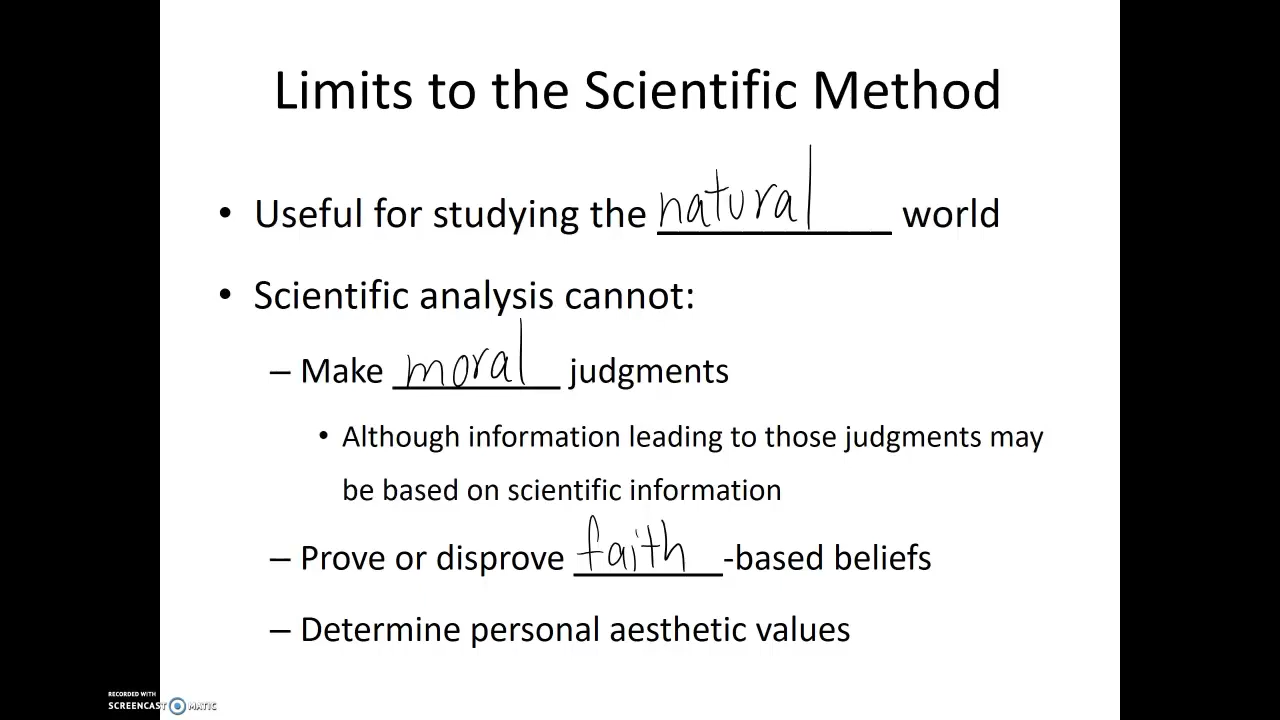 Limits to the Scientific Method
• Useful for studying the natural world
• Scientific analysis cannot:
– Make moral judgments
• Although information leading to those judgments may
be based on scientific information
– Prove or disprove faith-based beliefs
– Determine personal aesthetic values
RECORDED WITH
SCREENCAST MATIC